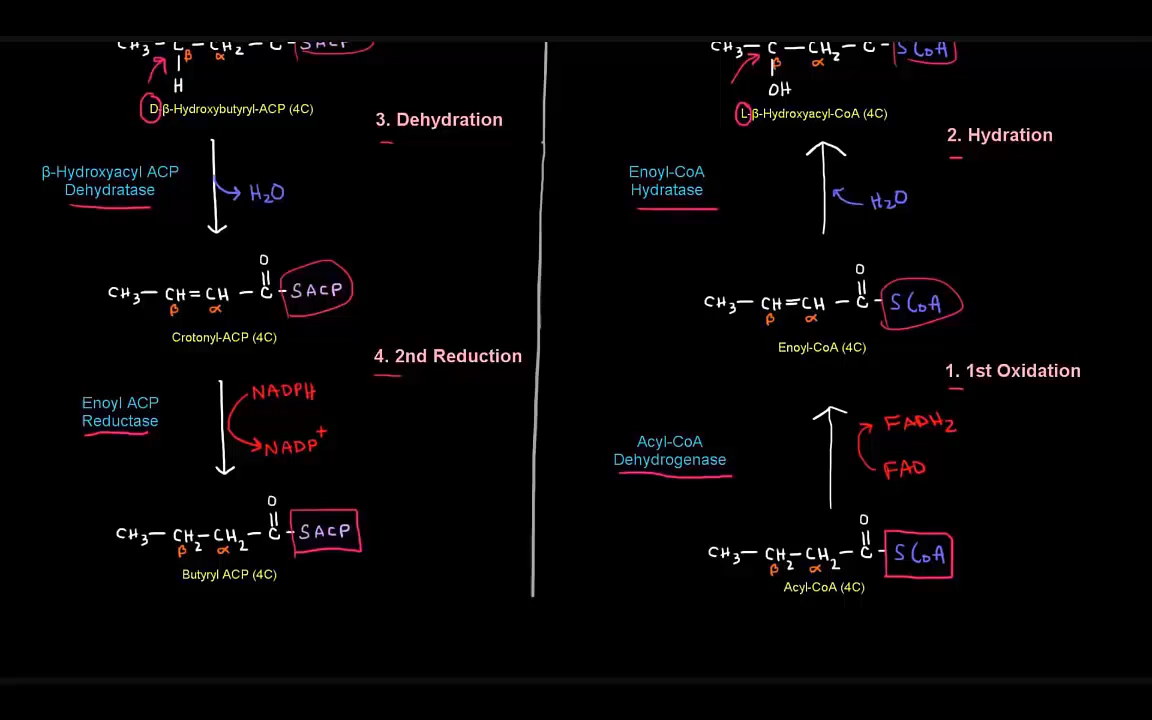 CH3— C —CH2—C-SACP
β α
H
D-β-Hydroxybutyryl-ACP (4C)
3. Dehydration
β-Hydroxyacyl ACP
Dehydratase
H2O
O
CH3—CH=CH—C-SACP
β α
Crotonyl-ACP (4C)
4. 2nd Reduction
Enoyl ACP
Reductase
NADPH
NADP+
O
CH3—CH2—CH2—C-SACP
β α
Butyryl ACP (4C)
CH3— C —CH2—C-SCoA
β α
OH
L-β-Hydroxyacyl-CoA (4C)
2. Hydration
Enoyl-CoA
Hydratase
H2O
O
CH3—CH=CH—C-SCoA
β α
Enoyl-CoA (4C)
1. 1st Oxidation
Acyl-CoA
Dehydrogenase
FADH2
FAD
O
CH3—CH2—CH2—C-SCoA
β α
Acyl-CoA (4C)